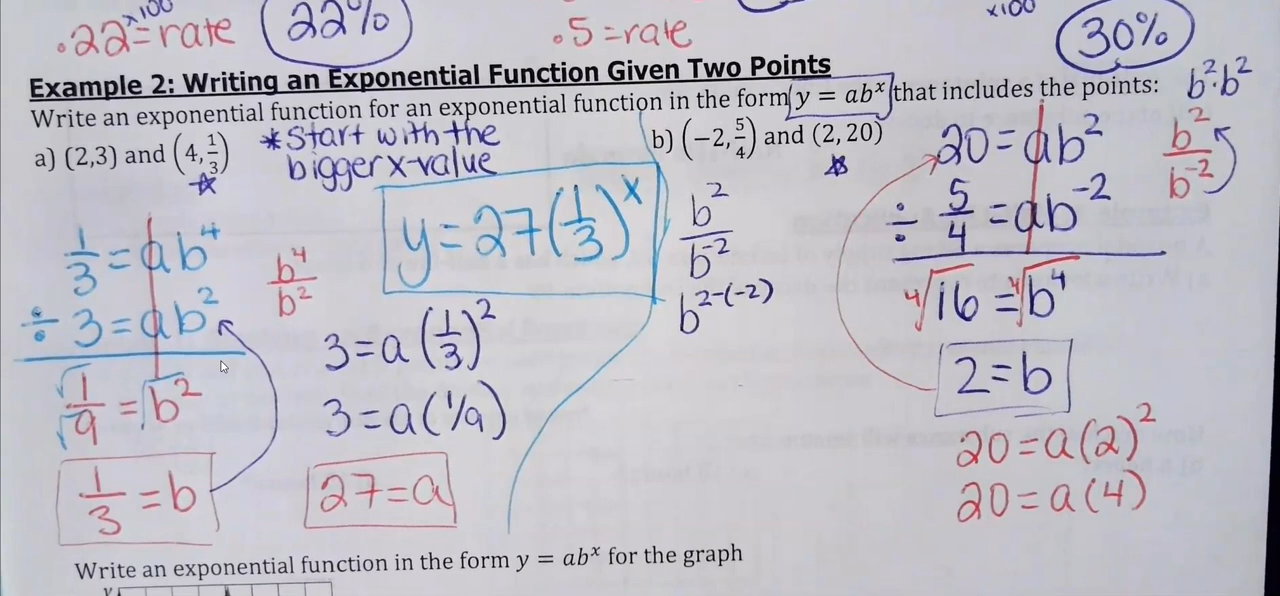 x100
.22=rate
22%
.5=rate
x100
30%
Example 2: Writing an Exponential Function Given Two Points
Write an exponential function for an exponential function in the form y = abˣ that includes the points:
b²·b²
a) (2,3) and (4, 1/3)
*Start with the
bigger x-value
b) (−2, 5/4) and (2, 20)
1/3 = ab⁴
÷ 3 = ab²
√1/9 = √b²
1/3 = b
b⁴/b²
y = 27(1/3)ˣ
3 = a(1/3)²
3 = a(1/9)
27 = a
b²/b⁻²
b²⁻⁽⁻²⁾
20 = ab²
÷ 5/4 = ab⁻²
⁴√16 = ⁴√b⁴
2 = b
20 = a(2)²
20 = a(4)
b²/b⁻²
Write an exponential function in the form y = abˣ for the graph
y